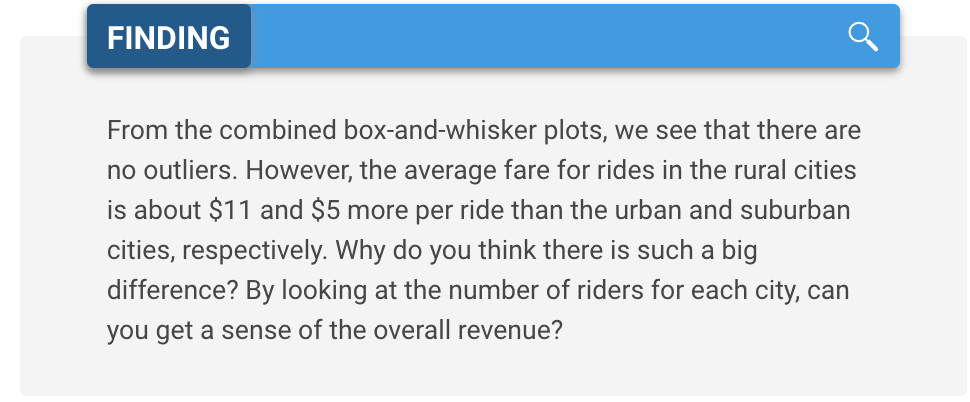 FINDING
From the combined box-and-whisker plots, we see that there are
no outliers. However, the average fare for rides in the rural cities
is about $11 and $5 more per ride than the urban and suburban
cities, respectively. Why do you think there is such a big
difference? By looking at the number of riders for each city, can
you get a sense of the overall revenue?